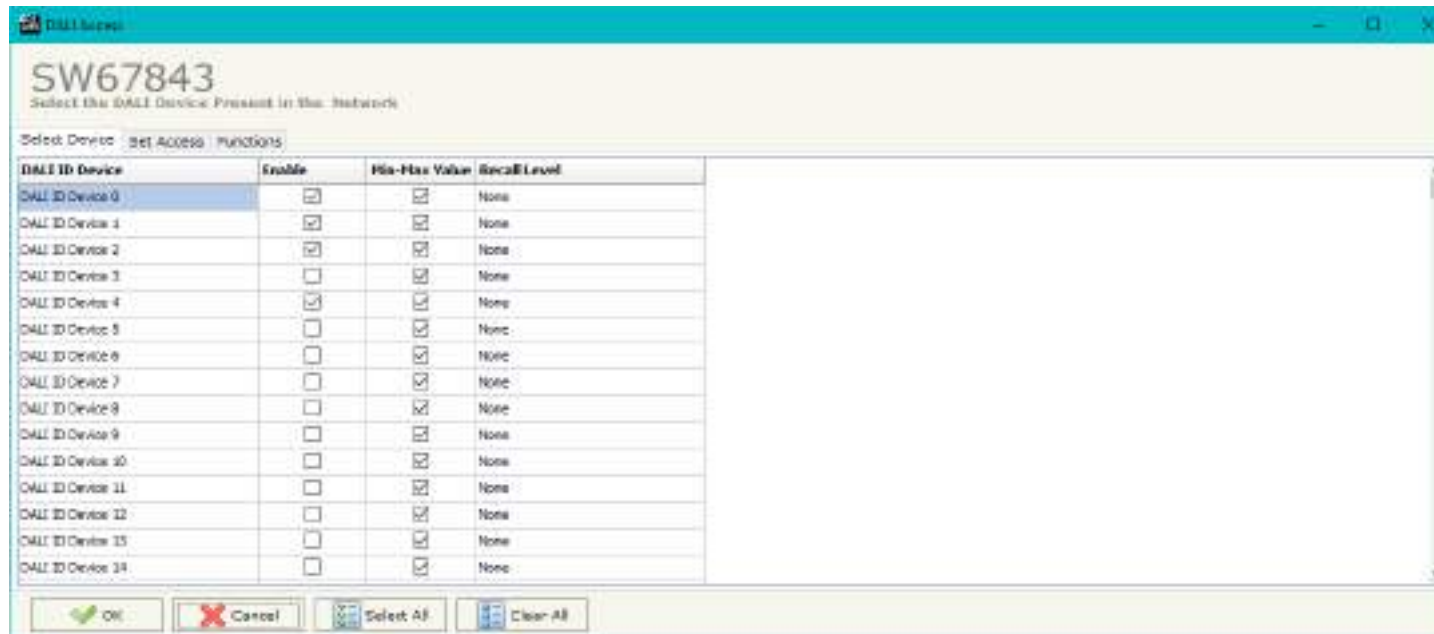 DALI Access
SW67843
Select the DALI Device Present in the Network
Select Device Set Access Functions
DALI ID Device Enable Min-Max Value Recall Level
DALI ID Device 0 None
DALI ID Device 1 None
DALI ID Device 2 None
DALI ID Device 3 None
DALI ID Device 4 None
DALI ID Device 5 None
DALI ID Device 6 None
DALI ID Device 7 None
DALI ID Device 8 None
DALI ID Device 9 None
DALI ID Device 10 None
DALI ID Device 11 None
DALI ID Device 12 None
DALI ID Device 13 None
DALI ID Device 14 None
OK Cancel Select All Clear All